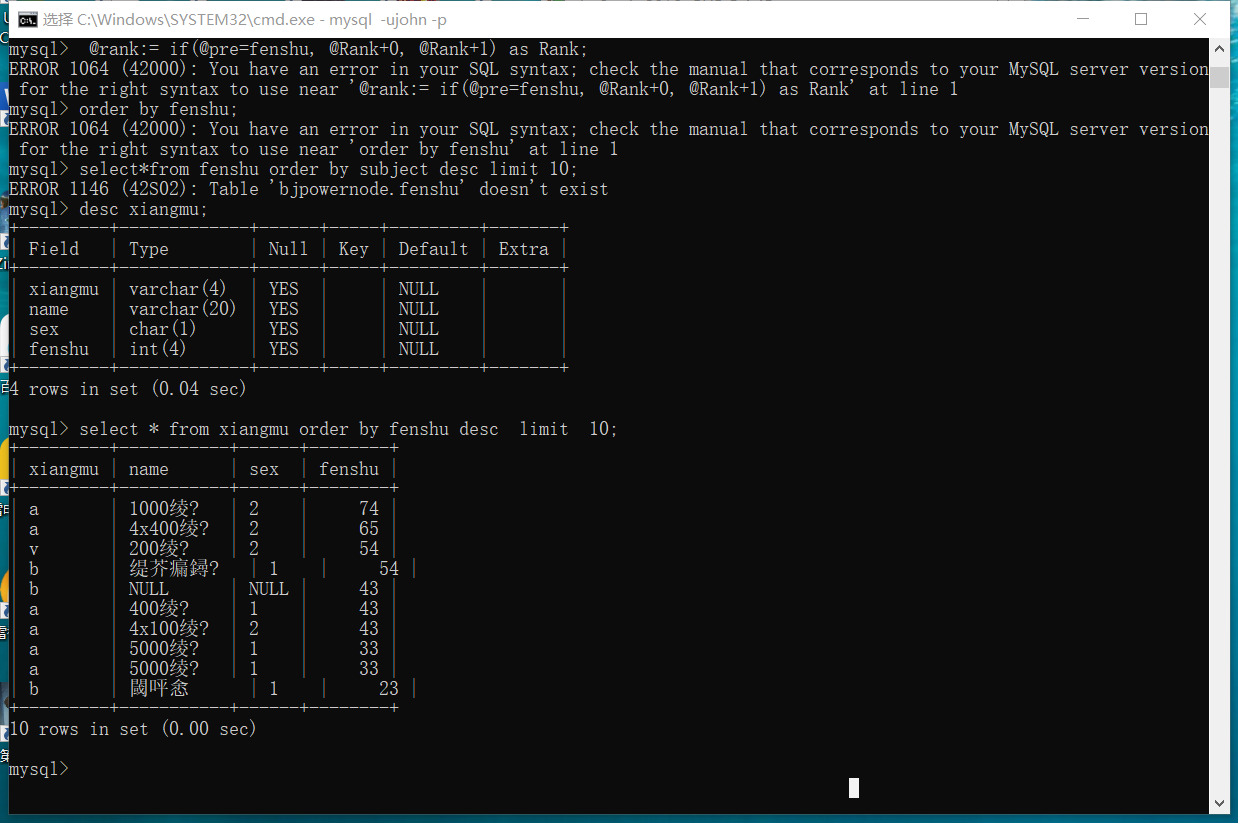 选择 C:\Windows\SYSTEM32\cmd.exe - mysql  -ujohn -p
mysql>  @rank:= if(@pre=fenshu, @Rank+0, @Rank+1) as Rank;
ERROR 1064 (42000): You have an error in your SQL syntax; check the manual that corresponds to your MySQL server version
 for the right syntax to use near '@rank:= if(@pre=fenshu, @Rank+0, @Rank+1) as Rank' at line 1
mysql> order by fenshu;
ERROR 1064 (42000): You have an error in your SQL syntax; check the manual that corresponds to your MySQL server version
 for the right syntax to use near 'order by fenshu' at line 1
mysql> select*from fenshu order by subject desc limit 10;
ERROR 1146 (42S02): Table 'bjpowernode.fenshu' doesn't exist
mysql> desc xiangmu;
+---------+-------------+------+-----+---------+-------+
| Field   | Type        | Null | Key | Default | Extra |
+---------+-------------+------+-----+---------+-------+
| xiangmu | varchar(4)  | YES  |     | NULL    |       |
| name    | varchar(20) | YES  |     | NULL    |       |
| sex     | char(1)     | YES  |     | NULL    |       |
| fenshu  | int(4)      | YES  |     | NULL    |       |
+---------+-------------+------+-----+---------+-------+
4 rows in set (0.04 sec)
mysql> select * from xiangmu order by fenshu desc  limit  10;
+---------+-----------+------+--------+
| xiangmu | name      | sex  | fenshu |
+---------+-----------+------+--------+
| a       | 1000绫?   | 2    |     74 |
| a       | 4x400绫?  | 2    |     65 |
| v       | 200绫?    | 2    |     54 |
| b       | 缇芥瘺鐞?   | 1    |     54 |
| b       | NULL      | NULL |     43 |
| a       | 400绫?    | 1    |     43 |
| a       | 4x100绫?  | 2    |     43 |
| a       | 5000绫?   | 1    |     33 |
| a       | 5000绫?   | 1    |     33 |
| b       | 閾呯悆      | 1    |     23 |
+---------+-----------+------+--------+
10 rows in set (0.00 sec)
mysql>